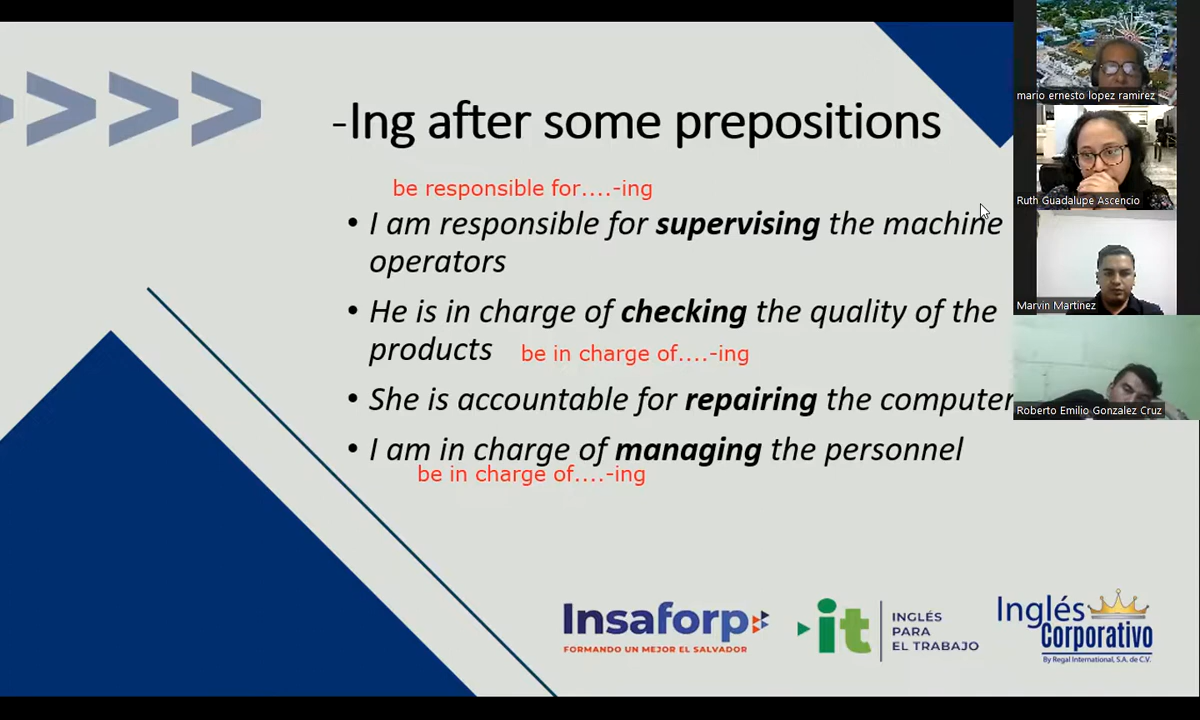 -Ing after some prepositions
be responsible for....-ing
• I am responsible for supervising the machine
operators
• He is in charge of checking the quality of the
products
be in charge of....-ing
• She is accountable for repairing the computer
• I am in charge of managing the personnel
be in charge of....-ing
Insaforp
FORMANDO UN MEJOR EL SALVADOR
it
INGLÉS
PARA
EL TRABAJO
Inglés
Corporativo
By Regal International, S.A. de C.V.
mario ernesto lopez ramirez
Ruth Guadalupe Ascencio
Marvin Martinez
Roberto Emilio Gonzalez Cruz